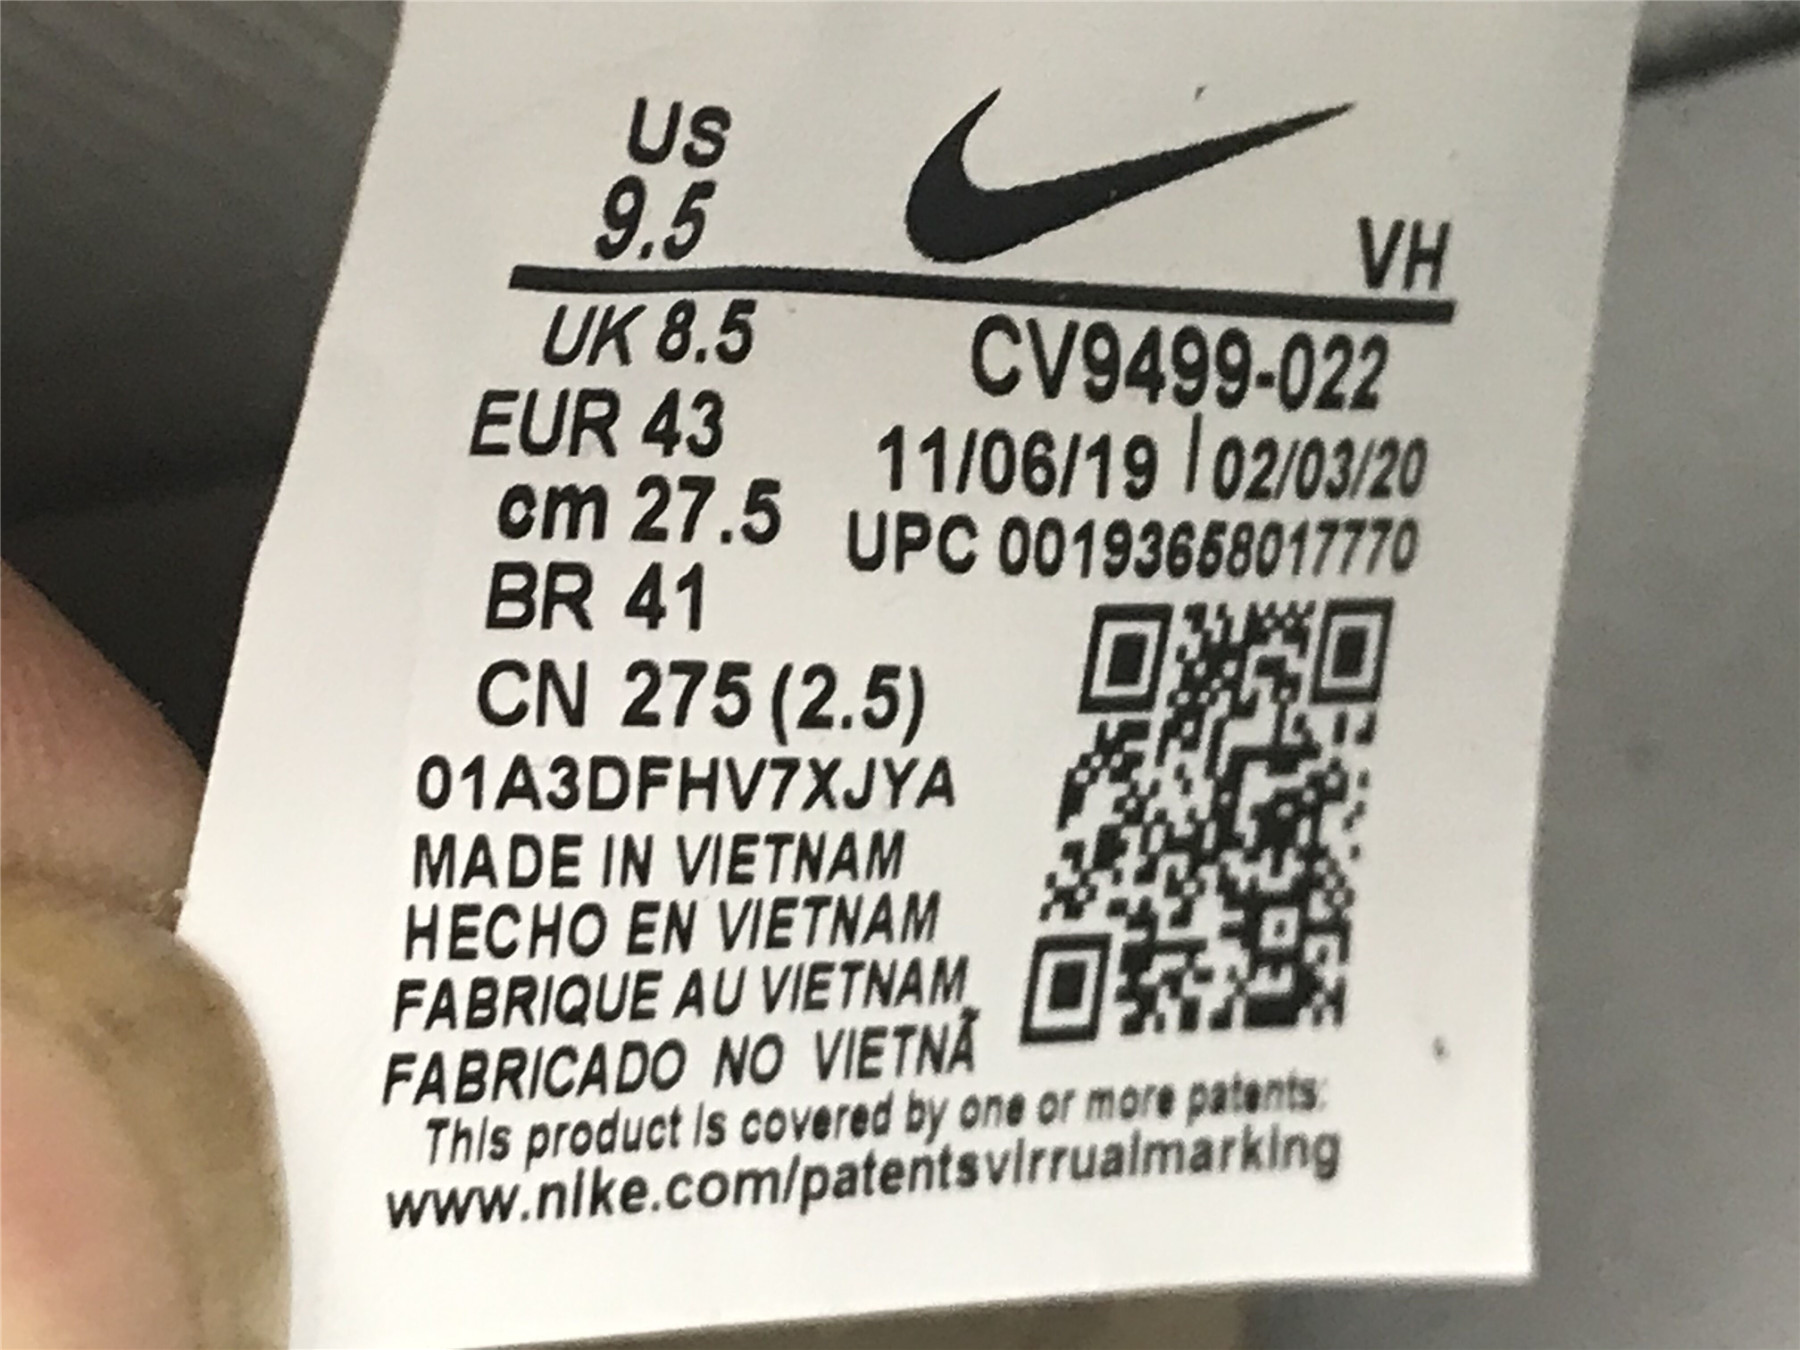 US
9.5
VH
UK 8.5
EUR 43
cm 27.5
BR 41
CN 275 (2.5)
CV9499-022
11/06/19 | 02/03/20
UPC 00193658017770
01A3DFHV7XJYA
MADE IN VIETNAM
HECHO EN VIETNAM
FABRIQUE AU VIETNAM
FABRICADO NO VIETNÃ
This product is covered by one or more patents:
www.nike.com/patentsvirrualmarking